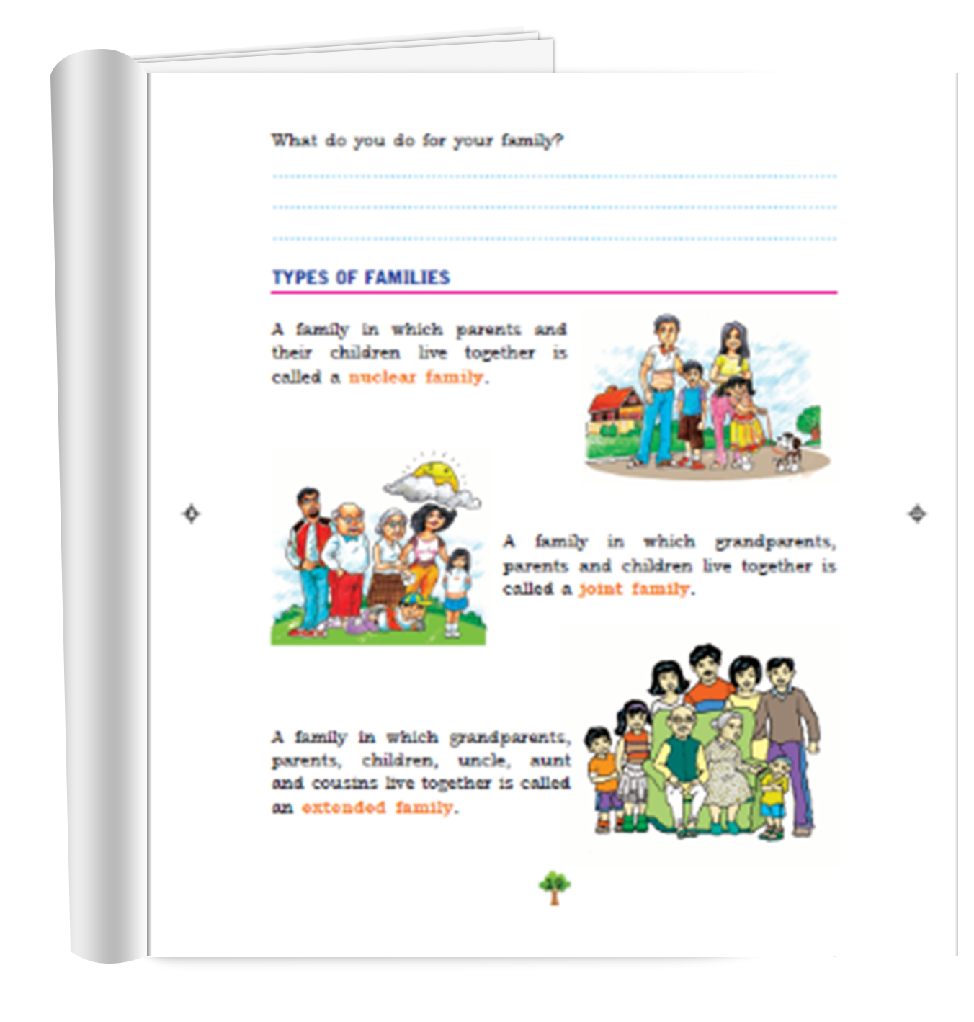 What do you do for your family?
TYPES OF FAMILIES
A family in which parents and
their children live together is
called a nuclear family.
A family in which grandparents,
parents and children live together is
called a joint family.
A family in which grandparents,
parents, children, uncle, aunt
and cousins live together is called
an extended family.